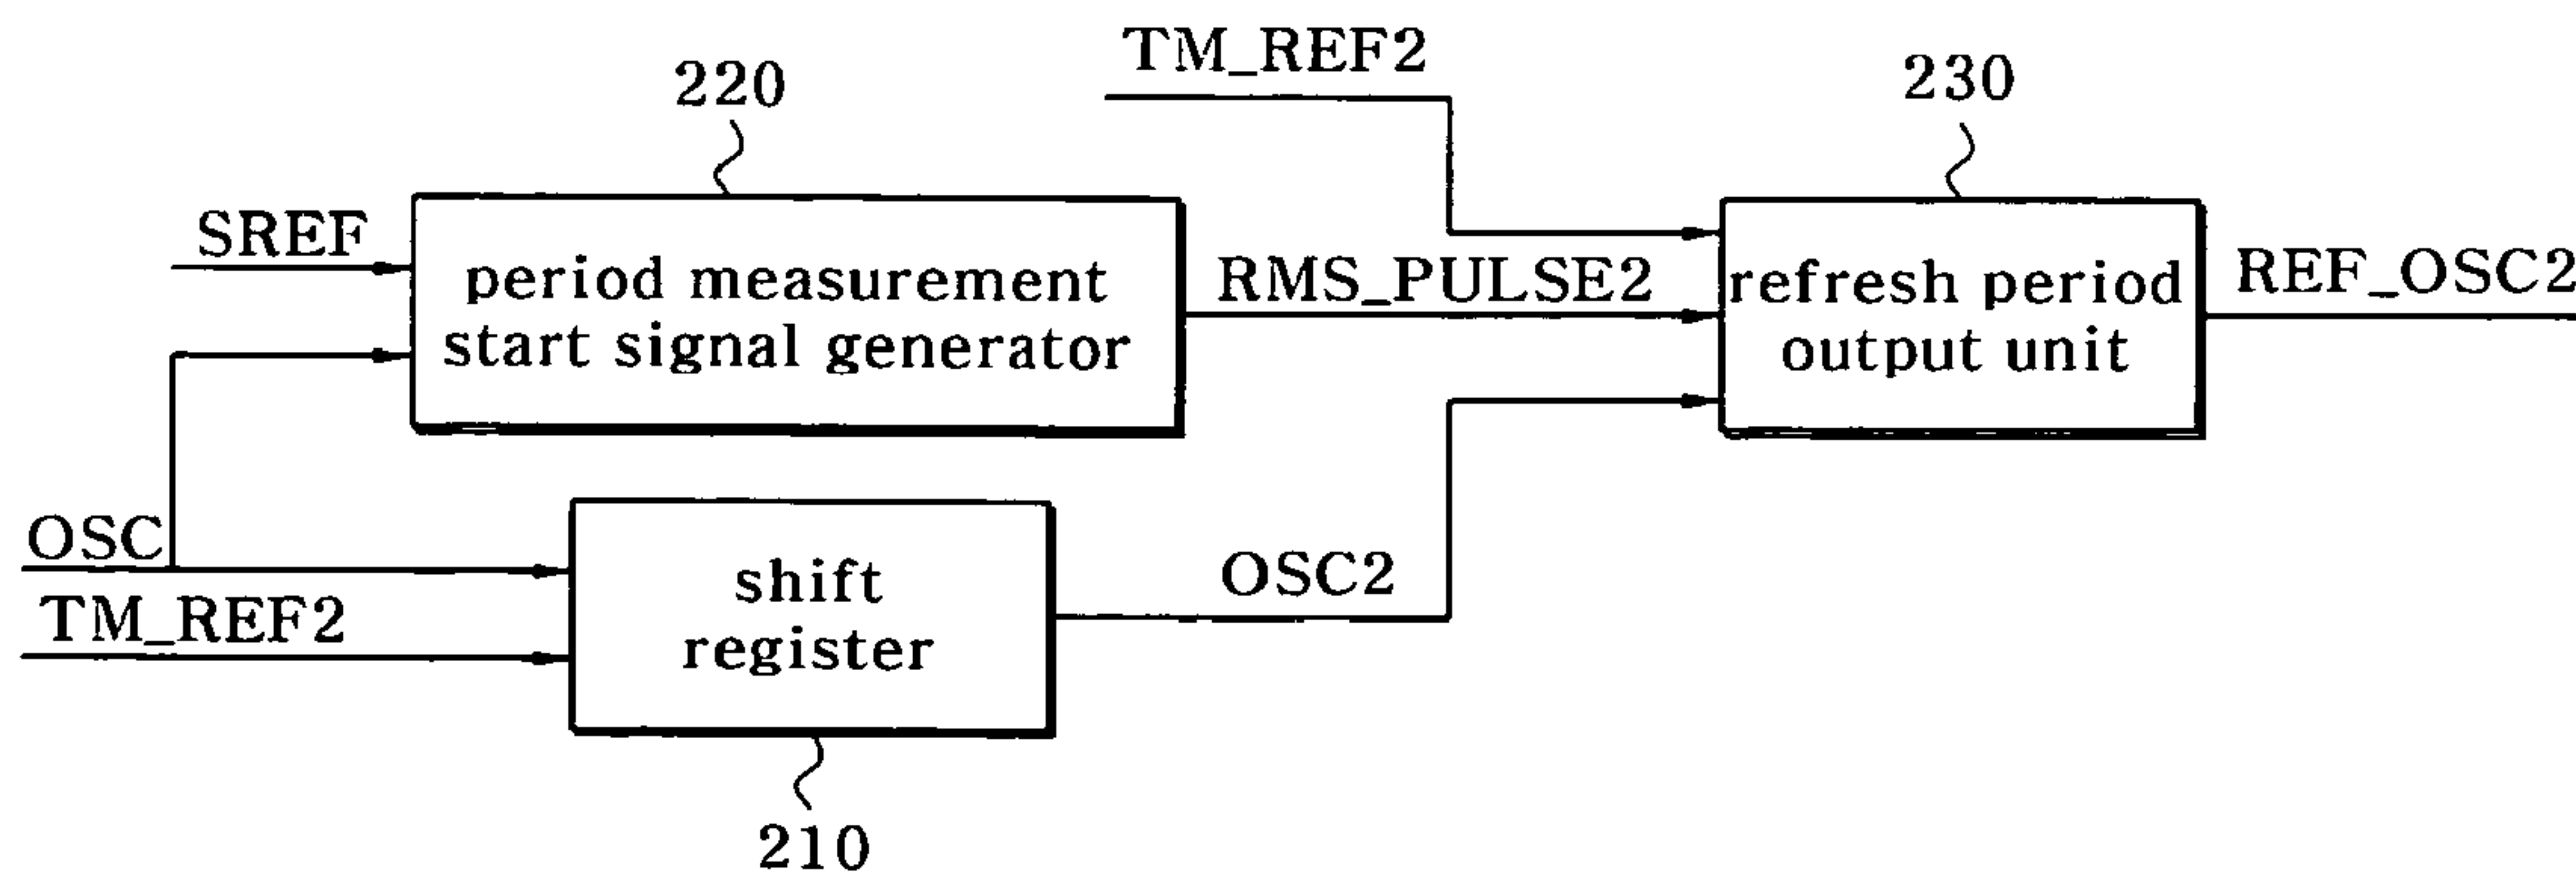 TM_REF2
220
230
SREF
period measurement
start signal generator
RMS_PULSE2
refresh period
output unit
REF_OSC2
OSC
TM_REF2
shift
register
OSC2
210